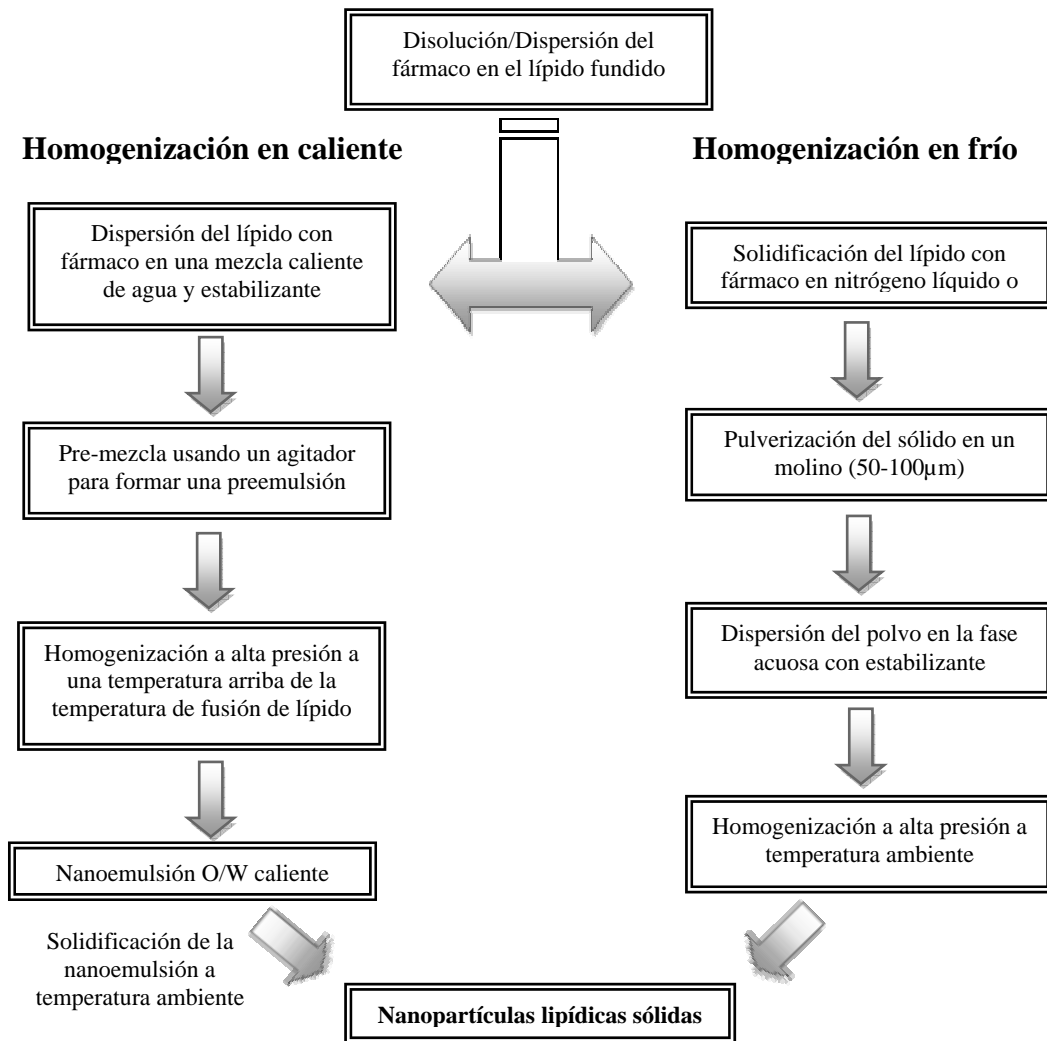 Disolución/Dispersión del
fármaco en el lípido fundido
Homogenización en caliente
Dispersión del lípido con
fármaco en una mezcla caliente
de agua y estabilizante
Pre-mezcla usando un agitador
para formar una preemulsión
Homogenización a alta presión a
una temperatura arriba de la
temperatura de fusión de lípido
Nanoemulsión O/W caliente
Solidificación de la
nanoemulsión a
temperatura ambiente
Homogenización en frío
Solidificación del lípido con
fármaco en nitrógeno líquido o
Pulverización del sólido en un
molino (50-100µm)
Dispersión del polvo en la fase
acuosa con estabilizante
Homogenización a alta presión a
temperatura ambiente
Nanopartículas lipídicas sólidas